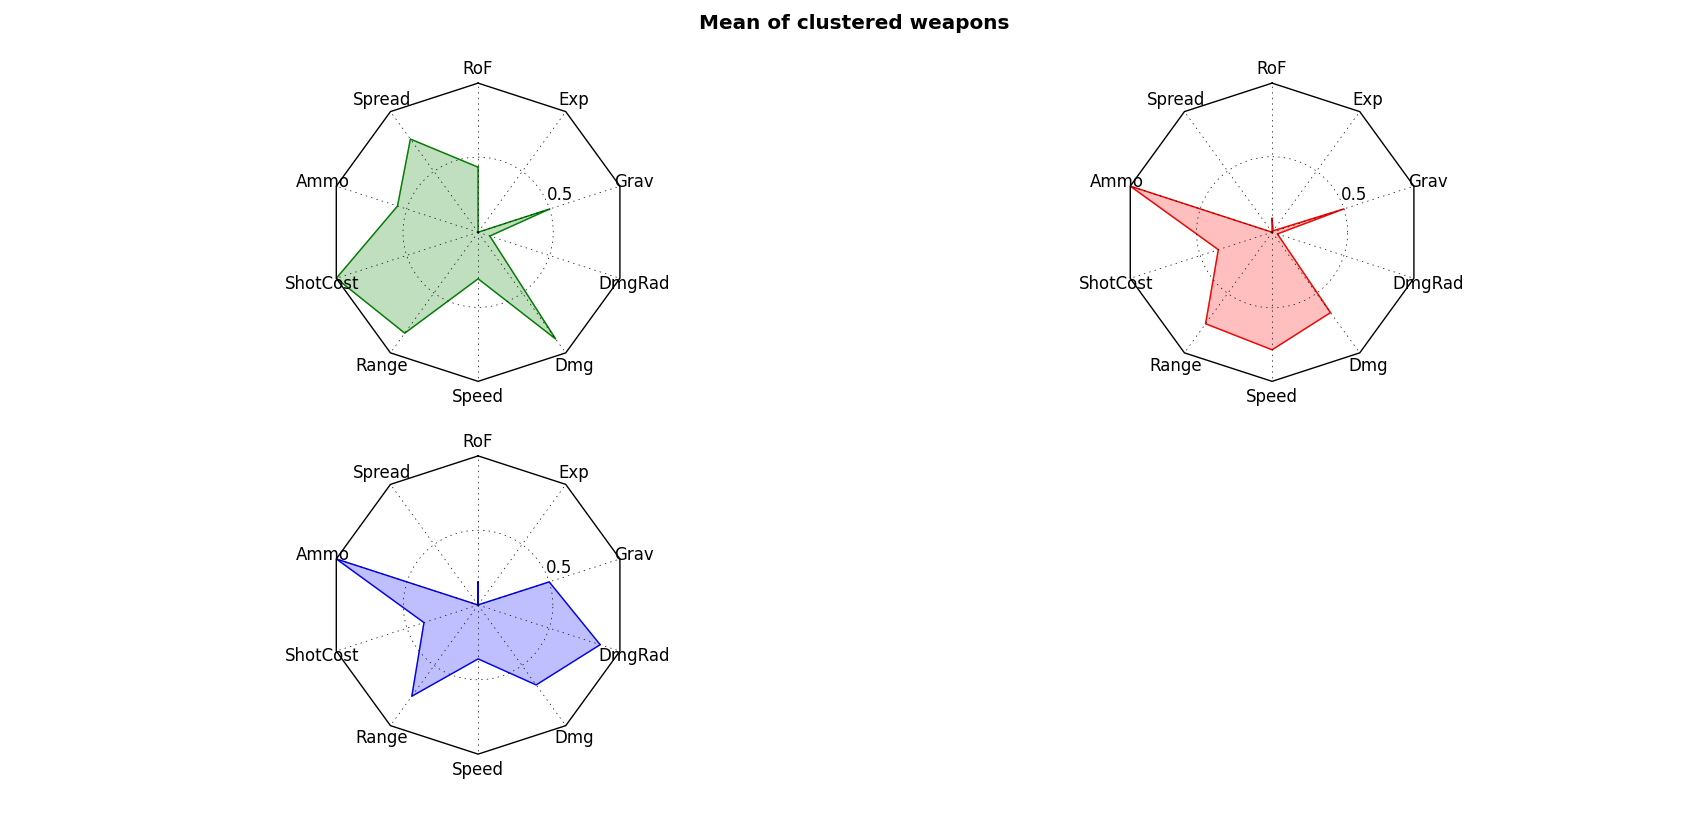 Mean of clustered weapons
RoF
Spread
Exp
Ammo
0.5
Grav
ShotCost
DmgRad
Range
Dmg
Speed
RoF
Spread
Exp
Ammo
0.5
Grav
ShotCost
DmgRad
Range
Dmg
Speed
RoF
Spread
Exp
Ammo
0.5
Grav
ShotCost
DmgRad
Range
Dmg
Speed